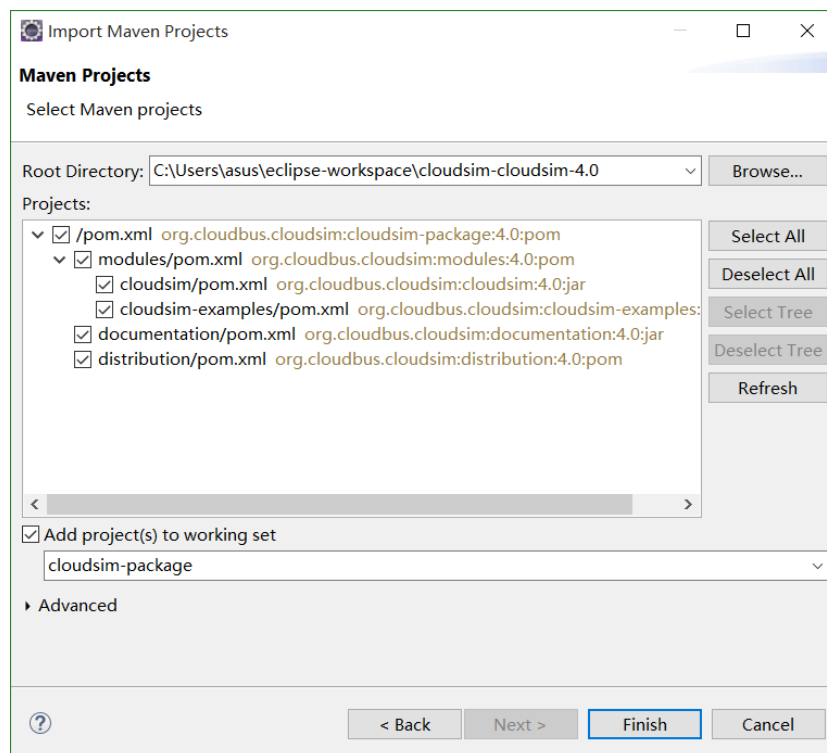 Import Maven Projects
Maven Projects
Select Maven projects
Root Directory: C:\Users\asus\eclipse-workspace\cloudsim-cloudsim-4.0 Browse...
Projects:
/pom.xml org.cloudbus.cloudsim:cloudsim-package:4.0:pom Select All
modules/pom.xml org.cloudbus.cloudsim:modules:4.0:pom
cloudsim/pom.xml org.cloudbus.cloudsim:cloudsim:4.0:jar Deselect All
cloudsim-examples/pom.xml org.cloudbus.cloudsim:cloudsim-examples: Select Tree
documentation/pom.xml org.cloudbus.cloudsim:documentation:4.0:jar
distribution/pom.xml org.cloudbus.cloudsim:distribution:4.0:pom Deselect Tree
Refresh
Add project(s) to working set
cloudsim-package
Advanced
? < Back Next > Finish Cancel